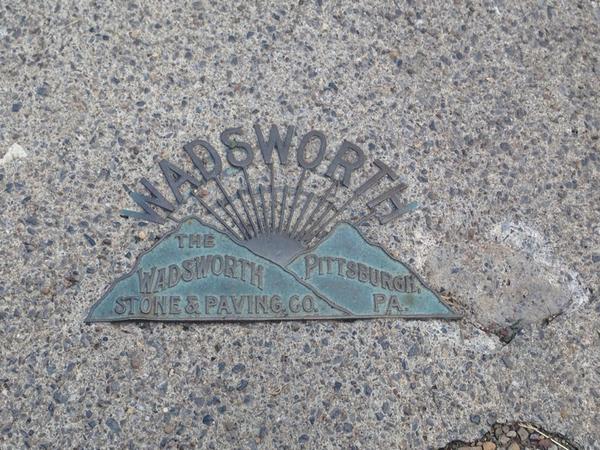 WADSWORTH
THE
WADSWORTH
STONE & PAVING, CO.
PITTSBURGH,
PA.